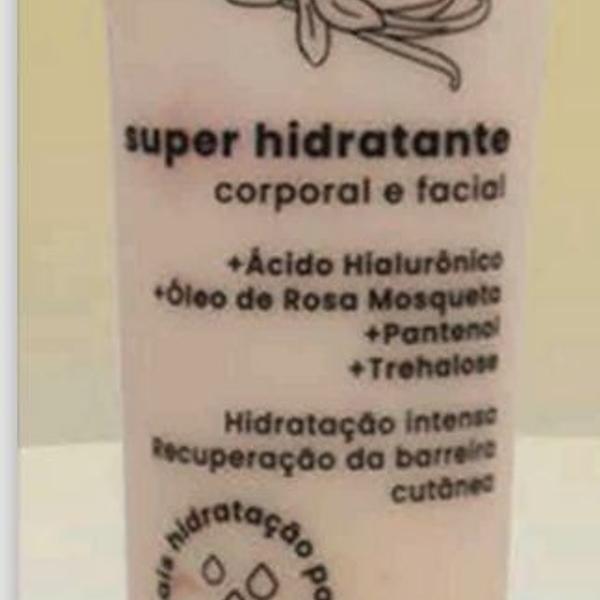 super hidratante
corporal e facial
+Ácido Hialurônico
+Óleo de Rosa Mosqueta
+Pantenol
+Trehalose
Hidratação intensa
Recuperação da barreira
cutânea
hidratação